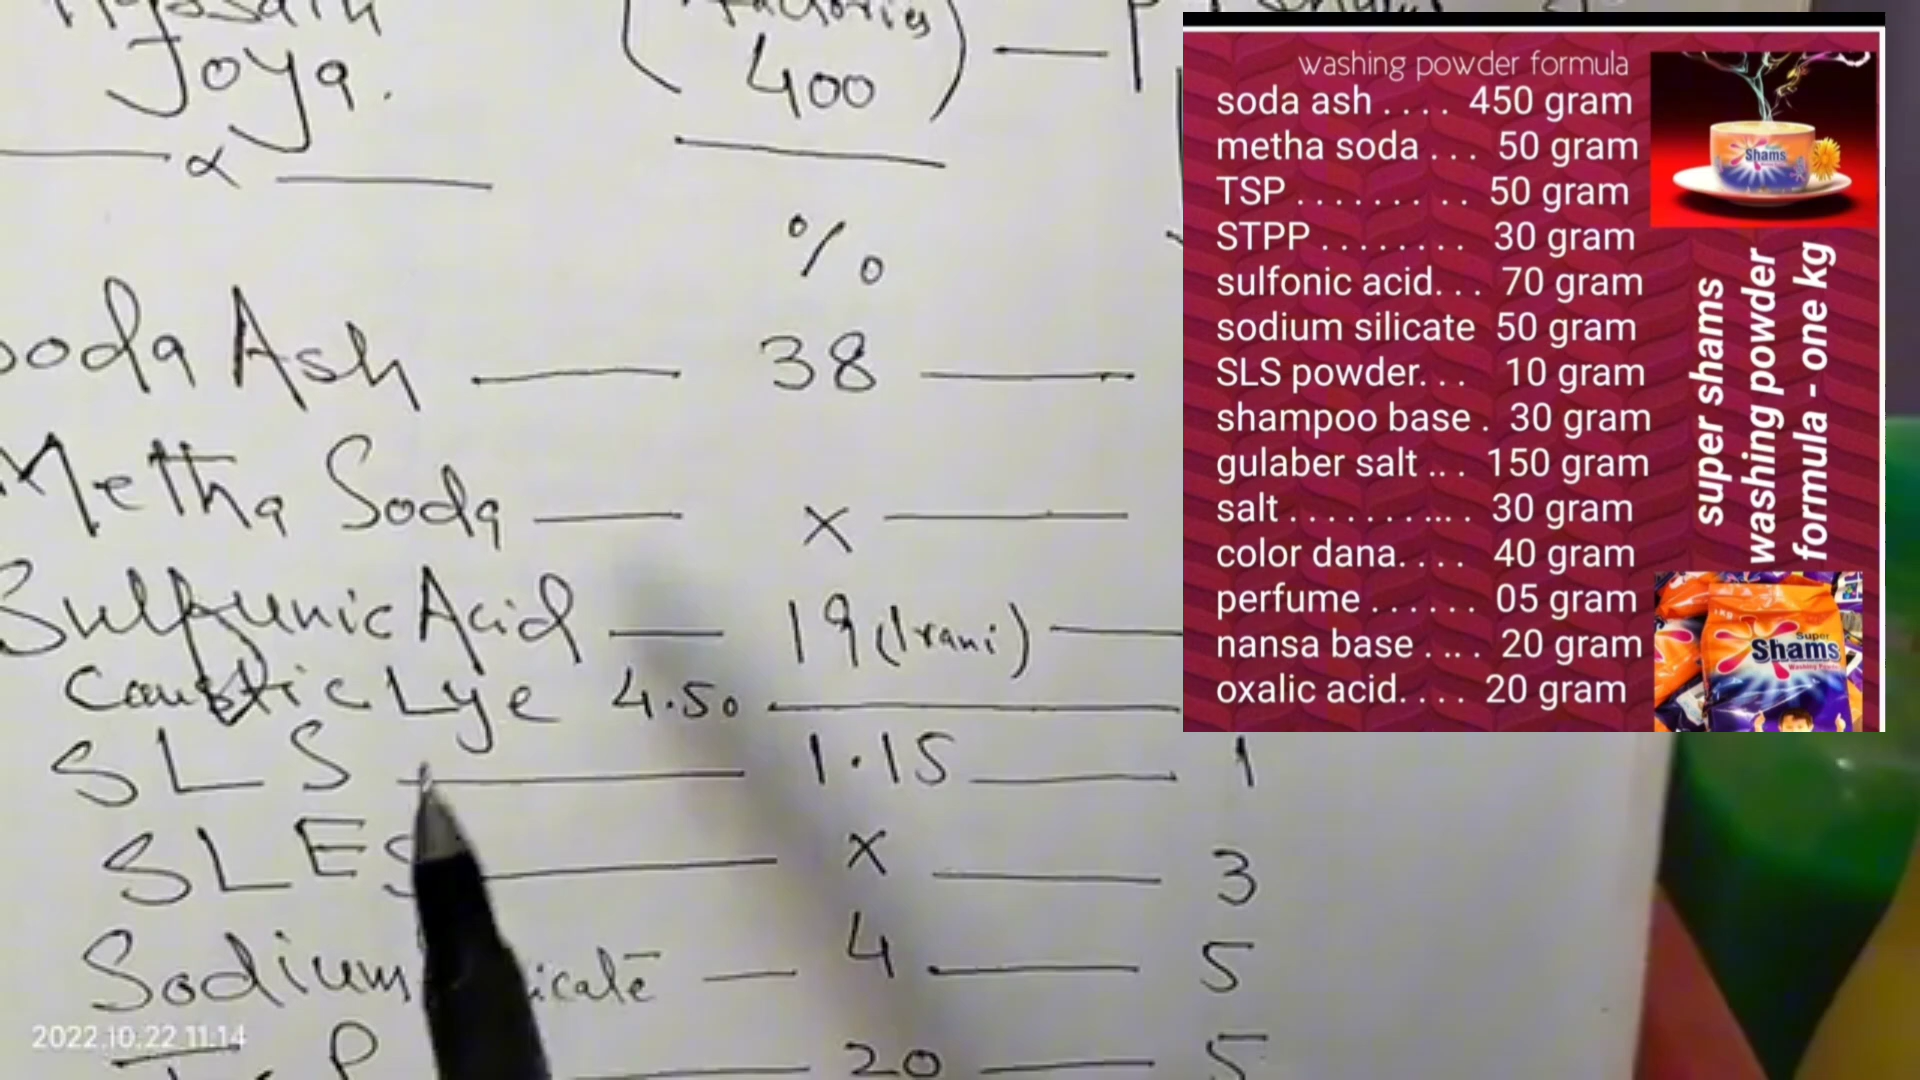 Hossain
Joya.
(Factories
400)
%
Soda Ash — 38 —
Metha Soda — x —
Sulfunic Acid — 19 (Irani) —
Caustic Lye 4.50 —
SLS — 1.15 — 1
SLES — x — 3
Sodium icate — 4 — 5
20 — 5
2022.10.22 11:14
washing powder formula
soda ash .... 450 gram
metha soda ... 50 gram
TSP ......... 50 gram
STPP ........ 30 gram
sulfonic acid... 70 gram
sodium silicate 50 gram
SLS powder... 10 gram
shampoo base . 30 gram
gulaber salt ... 150 gram
salt ........... 30 gram
color dana.... 40 gram
perfume ...... 05 gram
nansa base .... 20 gram
oxalic acid.... 20 gram
super shams
washing powder
formula - one kg
Shams
Super
Shams